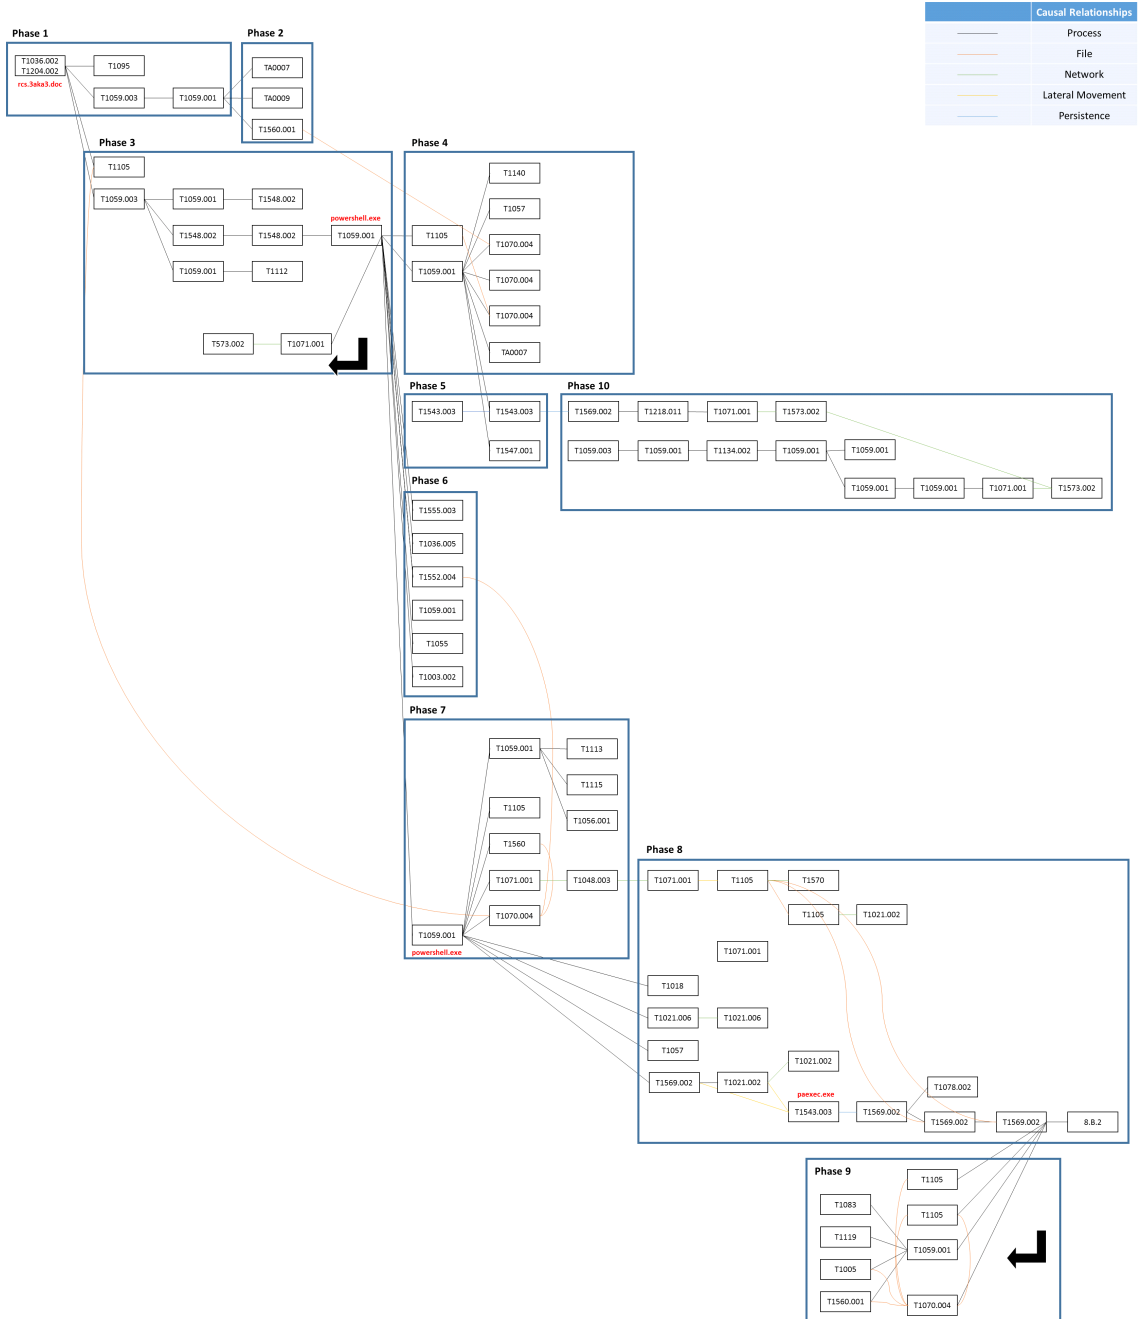 Causal Relationships
Process
File
Network
Lateral Movement
Persistence
Phase 1
T1036.002
T1204.002
rcs.3aka3.doc
T1095
T1059.003
T1059.001
Phase 2
TA0007
TA0009
T1560.001
Phase 3
T1105
T1059.003
T1059.001
T1548.002
powershell.exe
T1548.002
T1548.002
T1059.001
T1059.001
T1112
T573.002
T1071.001
Phase 4
T1140
T1057
T1105
T1070.004
T1059.001
T1070.004
T1070.004
TA0007
Phase 5
T1543.003
T1543.003
T1547.001
Phase 10
T1569.002
T1218.011
T1071.001
T1573.002
T1059.003
T1059.001
T1134.002
T1059.001
T1059.001
T1059.001
T1059.001
T1071.001
T1573.002
Phase 6
T1555.003
T1036.005
T1552.004
T1059.001
T1055
T1003.002
Phase 7
T1059.001
T1113
T1115
T1105
T1056.001
T1560
T1071.001
T1048.003
T1070.004
T1059.001
powershell.exe
Phase 8
T1071.001
T1105
T1570
T1105
T1021.002
T1071.001
T1018
T1021.006
T1021.006
T1057
T1021.002
T1569.002
T1021.002
T1078.002
paexec.exe
T1543.003
T1569.002
T1569.002
T1569.002
8.B.2
Phase 9
T1105
T1083
T1105
T1119
T1059.001
T1005
T1560.001
T1070.004